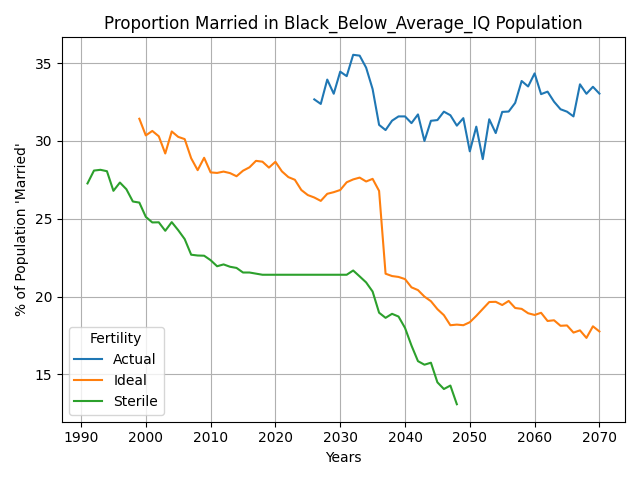 Proportion Married in Black_Below_Average_IQ Population
% of Population 'Married'
35
30
25
20
15
Fertility
Actual
Ideal
Sterile
1990 2000 2010 2020 2030 2040 2050 2060 2070
Years